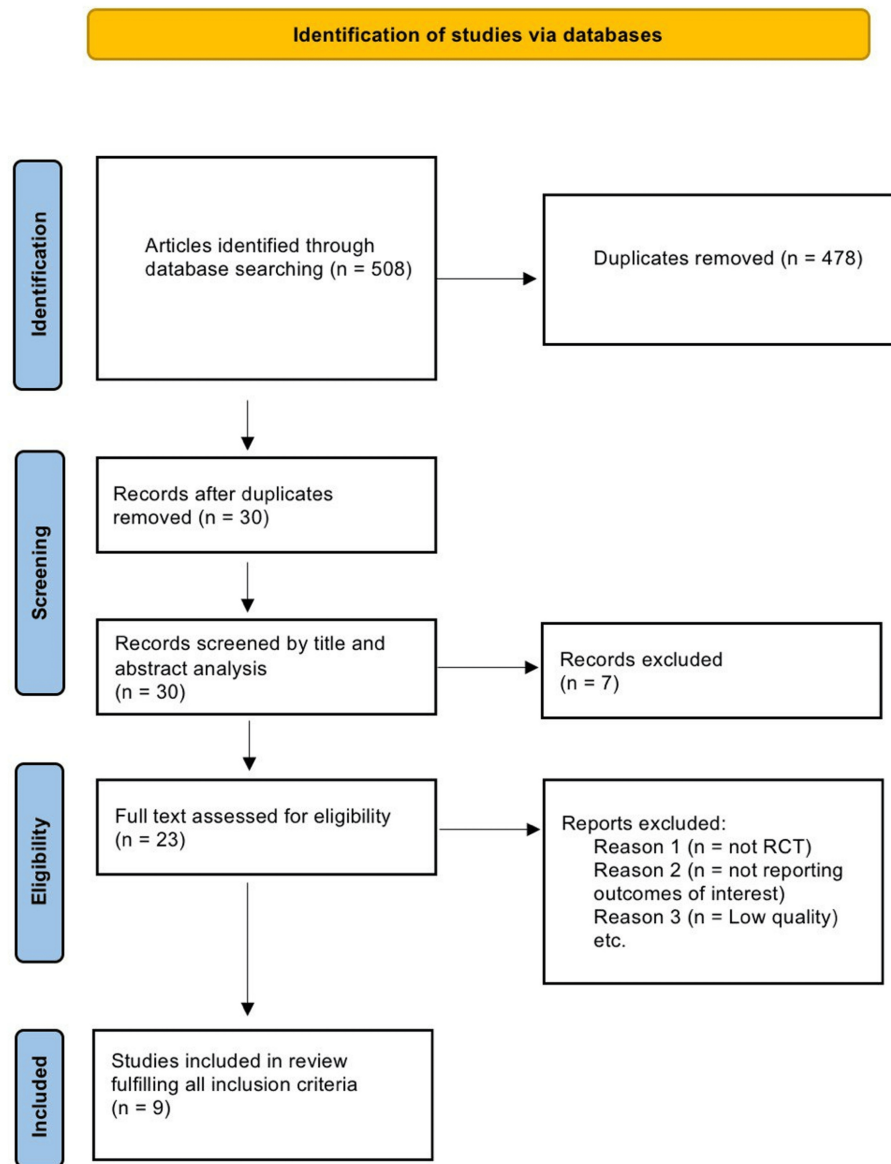 Identification of studies via databases
Identification
Articles identified through
database searching (n = 508)
Duplicates removed (n = 478)
Screening
Records after duplicates
removed (n = 30)
Records screened by title and
abstract analysis
(n = 30)
Records excluded
(n = 7)
Eligibility
Full text assessed for eligibility
(n = 23)
Reports excluded:
Reason 1 (n = not RCT)
Reason 2 (n = not reporting
outcomes of interest)
Reason 3 (n = Low quality)
etc.
Included
Studies included in review
fulfilling all inclusion criteria
(n = 9)